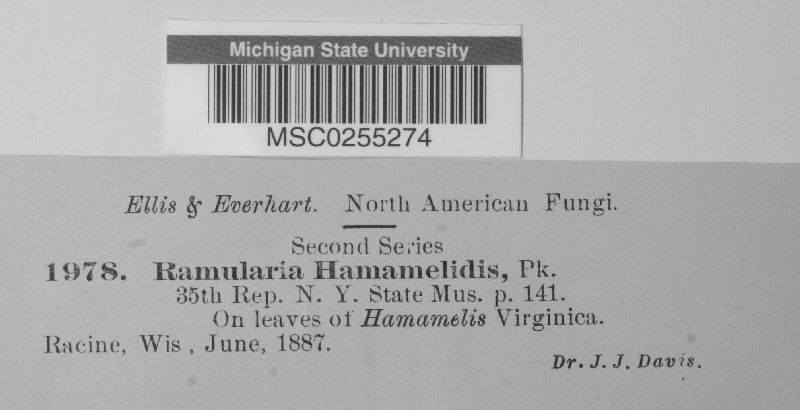 Michigan State University
MSC0255274
Ellis & Everhart. North American Fungi.
Second Series
1978. Ramularia Hamamelidis, Pk.
35th Rep. N. Y. State Mus. p. 141.
On leaves of Hamamelis Virginica.
Racine, Wis , June, 1887.
Dr. J. J. Davis.